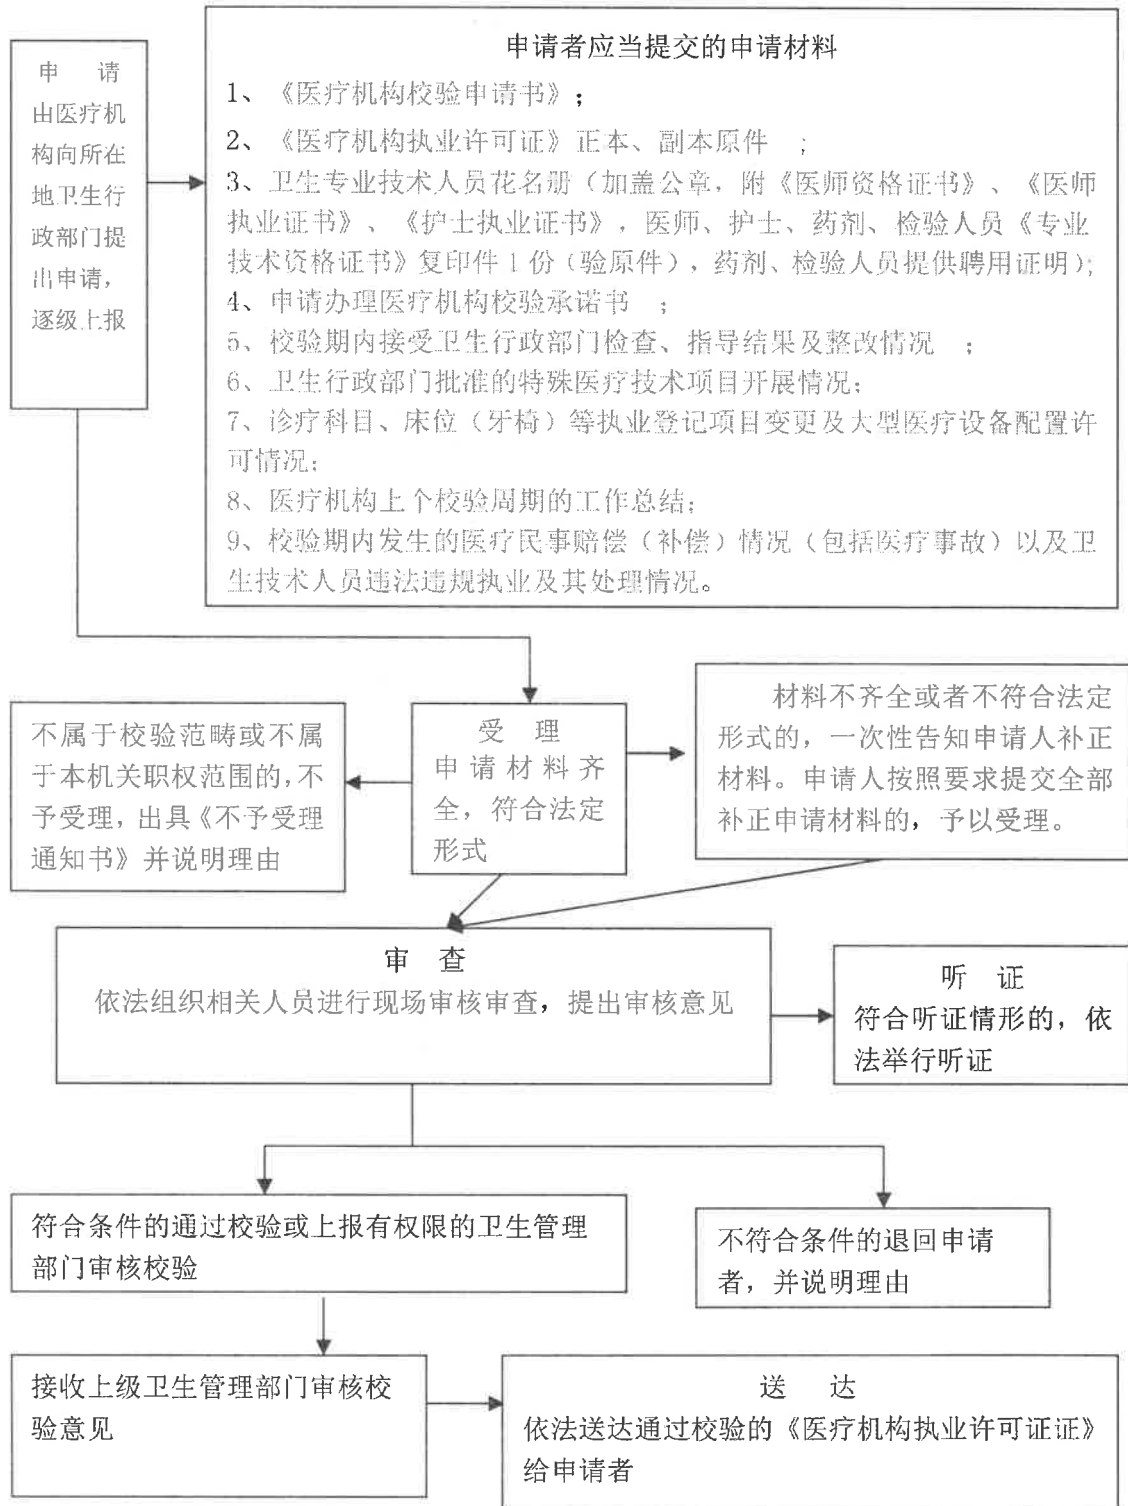 申 请
由医疗机
构向所在
地卫生行
政部门提
出申请，
逐级上报
申请者应当提交的申请材料
1、《医疗机构校验申请书》；
2、《医疗机构执业许可证》正本、副本原件 ；
3、卫生专业技术人员花名册（加盖公章，附《医师资格证书》、《医师
执业证书》、《护士执业证书》，医师、护士、药剂、检验人员《专业
技术资格证书》复印件1份（验原件），药剂、检验人员提供聘用证明）；
4、申请办理医疗机构校验承诺书 ；
5、校验期内接受卫生行政部门检查、指导结果及整改情况 ；
6、卫生行政部门批准的特殊医疗技术项目开展情况；
7、诊疗科目、床位（牙椅）等执业登记项目变更及大型医疗设备配置许
可情况；
8、医疗机构上个校验周期的工作总结；
9、校验期内发生的医疗民事赔偿（补偿）情况（包括医疗事故）以及卫
生技术人员违法违规执业及其处理情况。
不属于校验范畴或不属
于本机关职权范围的，不
予受理，出具《不予受理
通知书》并说明理由
受 理
申请材料齐
全，符合法定
形式
材料不齐全或者不符合法定
形式的，一次性告知申请人补正
材料。申请人按照要求提交全部
补正申请材料的，予以受理。
审 查
依法组织相关人员进行现场审核审查，提出审核意见
听 证
符合听证情形的，依
法举行听证
符合条件的通过校验或上报有权限的卫生管理
部门审核校验
不符合条件的退回申请
者，并说明理由
接收上级卫生管理部门审核校
验意见
送 达
依法送达通过校验的《医疗机构执业许可证证》
给申请者